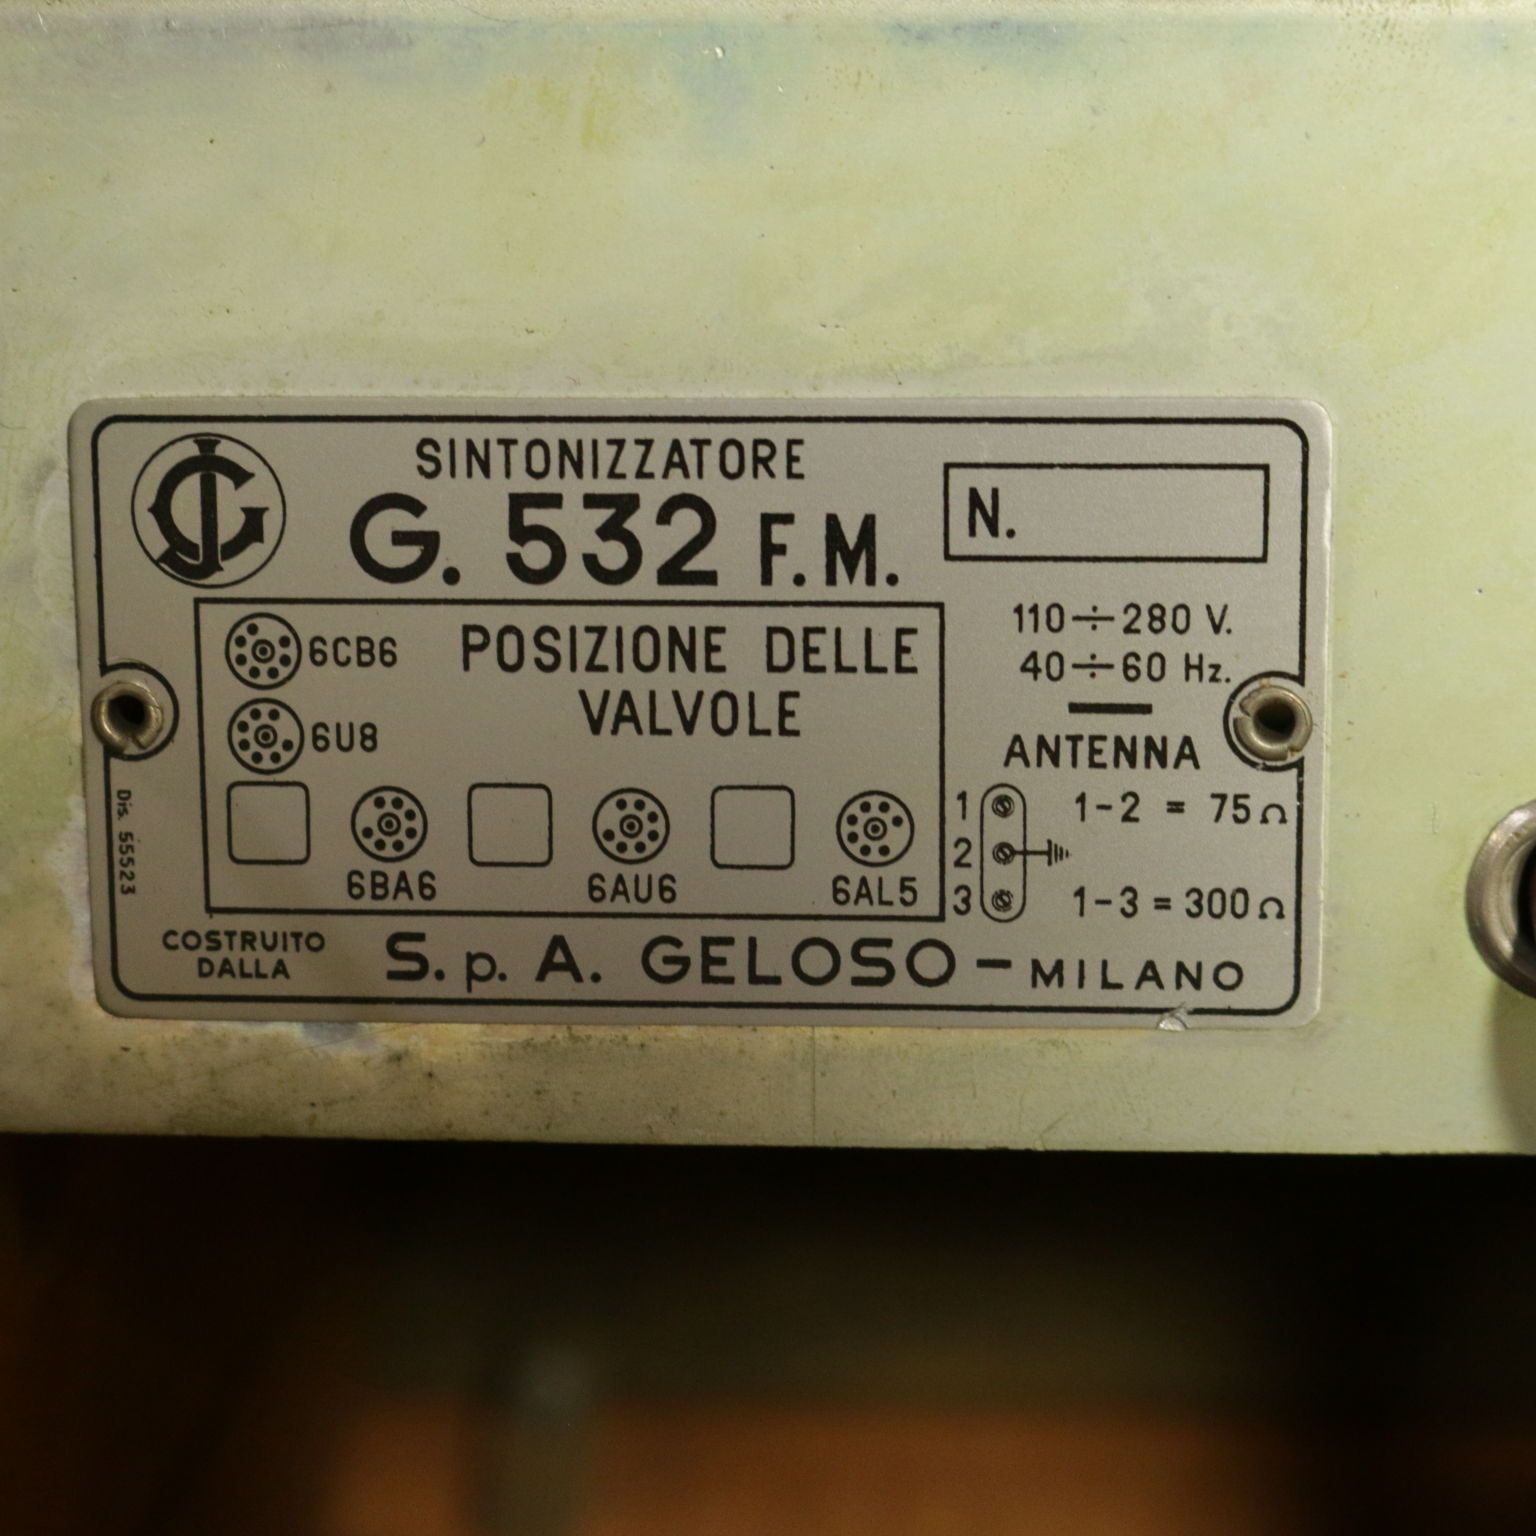 SINTONIZZATORE
G. 532 F.M.
N.
6CB6
POSIZIONE DELLE
VALVOLE
6U8
6BA6
6AU6
6AL5
110÷280 V.
40÷60 Hz.
ANTENNA
1
1-2 = 75Ω
2
3
1-3 = 300Ω
Dis. 55523
COSTRUITO
DALLA
S.p.A. GELOSO - MILANO